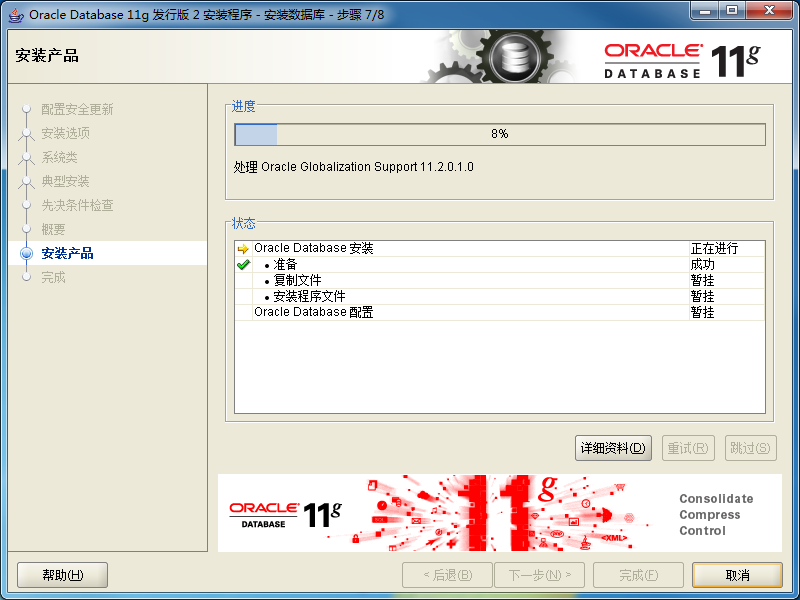 Oracle Database 11g 发行版 2 安装程序 - 安装数据库 - 步骤 7/8
安装产品
ORACLE
DATABASE 11g
配置安全更新
安装选项
系统类
典型安装
先决条件检查
概要
安装产品
完成
进度
8%
处理 Oracle Globalization Support 11.2.0.1.0
状态
Oracle Database 安装 正在进行
• 准备 成功
• 复制文件 暂挂
• 安装程序文件 暂挂
Oracle Database 配置 暂挂
详细资料(D) 重试(R) 跳过(S)
ORACLE
DATABASE 11g
11g
<XML>
Consolidate
Compress
Control
帮助(H) < 后退(B) 下一步(N) > 完成(F) 取消